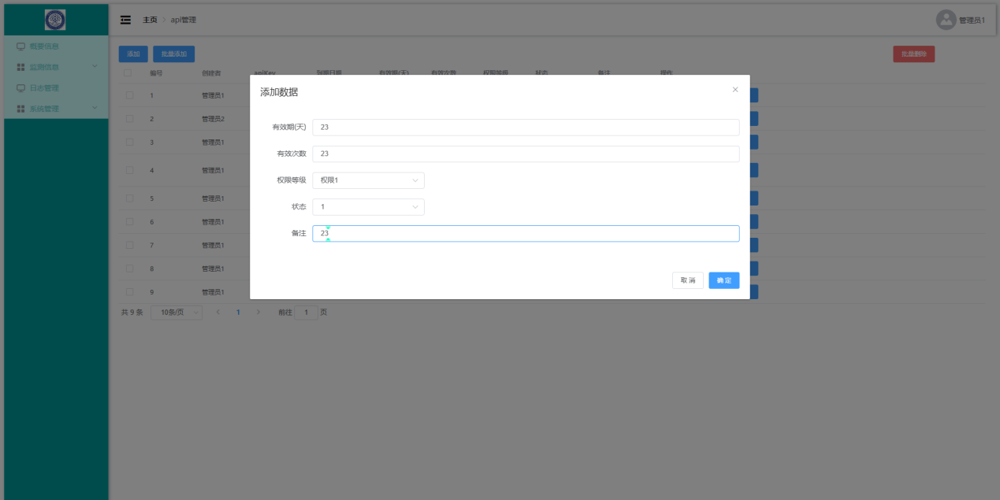 主页 api管理
管理员1
概要信息
监测信息
日志管理
系统管理
添加 批量添加 批量删除
编号 创建者 apiKey 到期日期 有效期(天) 有效次数 权限等级 状态 备注 操作
1 管理员1
2 管理员2
3 管理员1
4 管理员1
5 管理员1
6 管理员1
7 管理员1
8 管理员1
9 管理员1
共 9 条 10条/页 1 前往 1 页
添加数据
有效期(天) 23
有效次数 23
权限等级 权限1
状态 1
备注 23
取 消 确 定